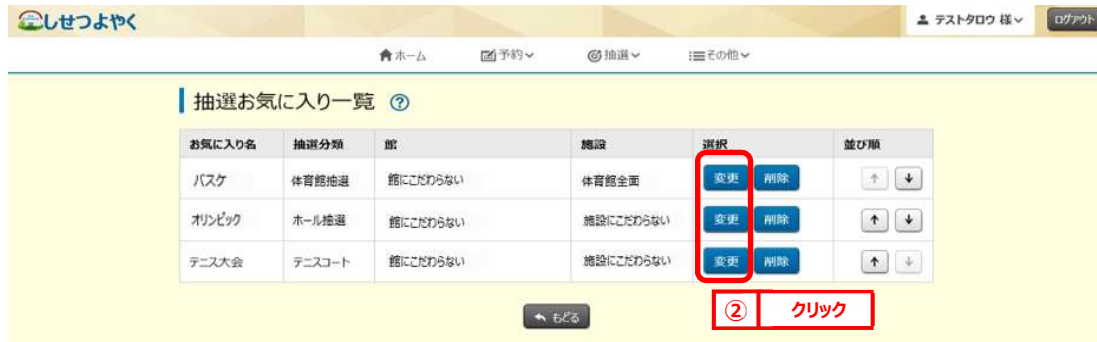 しせつよやく
テストタロウ 様
ログアウト
ホーム 予約 抽選 その他
抽選お気に入り一覧 ?
お気に入り名 抽選分類 館 施設 選択 並び順
バスケ 体育館抽選 館にこだわらない 体育館全面 変更 削除 ↑ ↓
オリンピック ホール抽選 館にこだわらない 施設にこだわらない 変更 削除 ↑ ↓
テニス大会 テニスコート 館にこだわらない 施設にこだわらない 変更 削除 ↑ ↓
もどる
② クリック